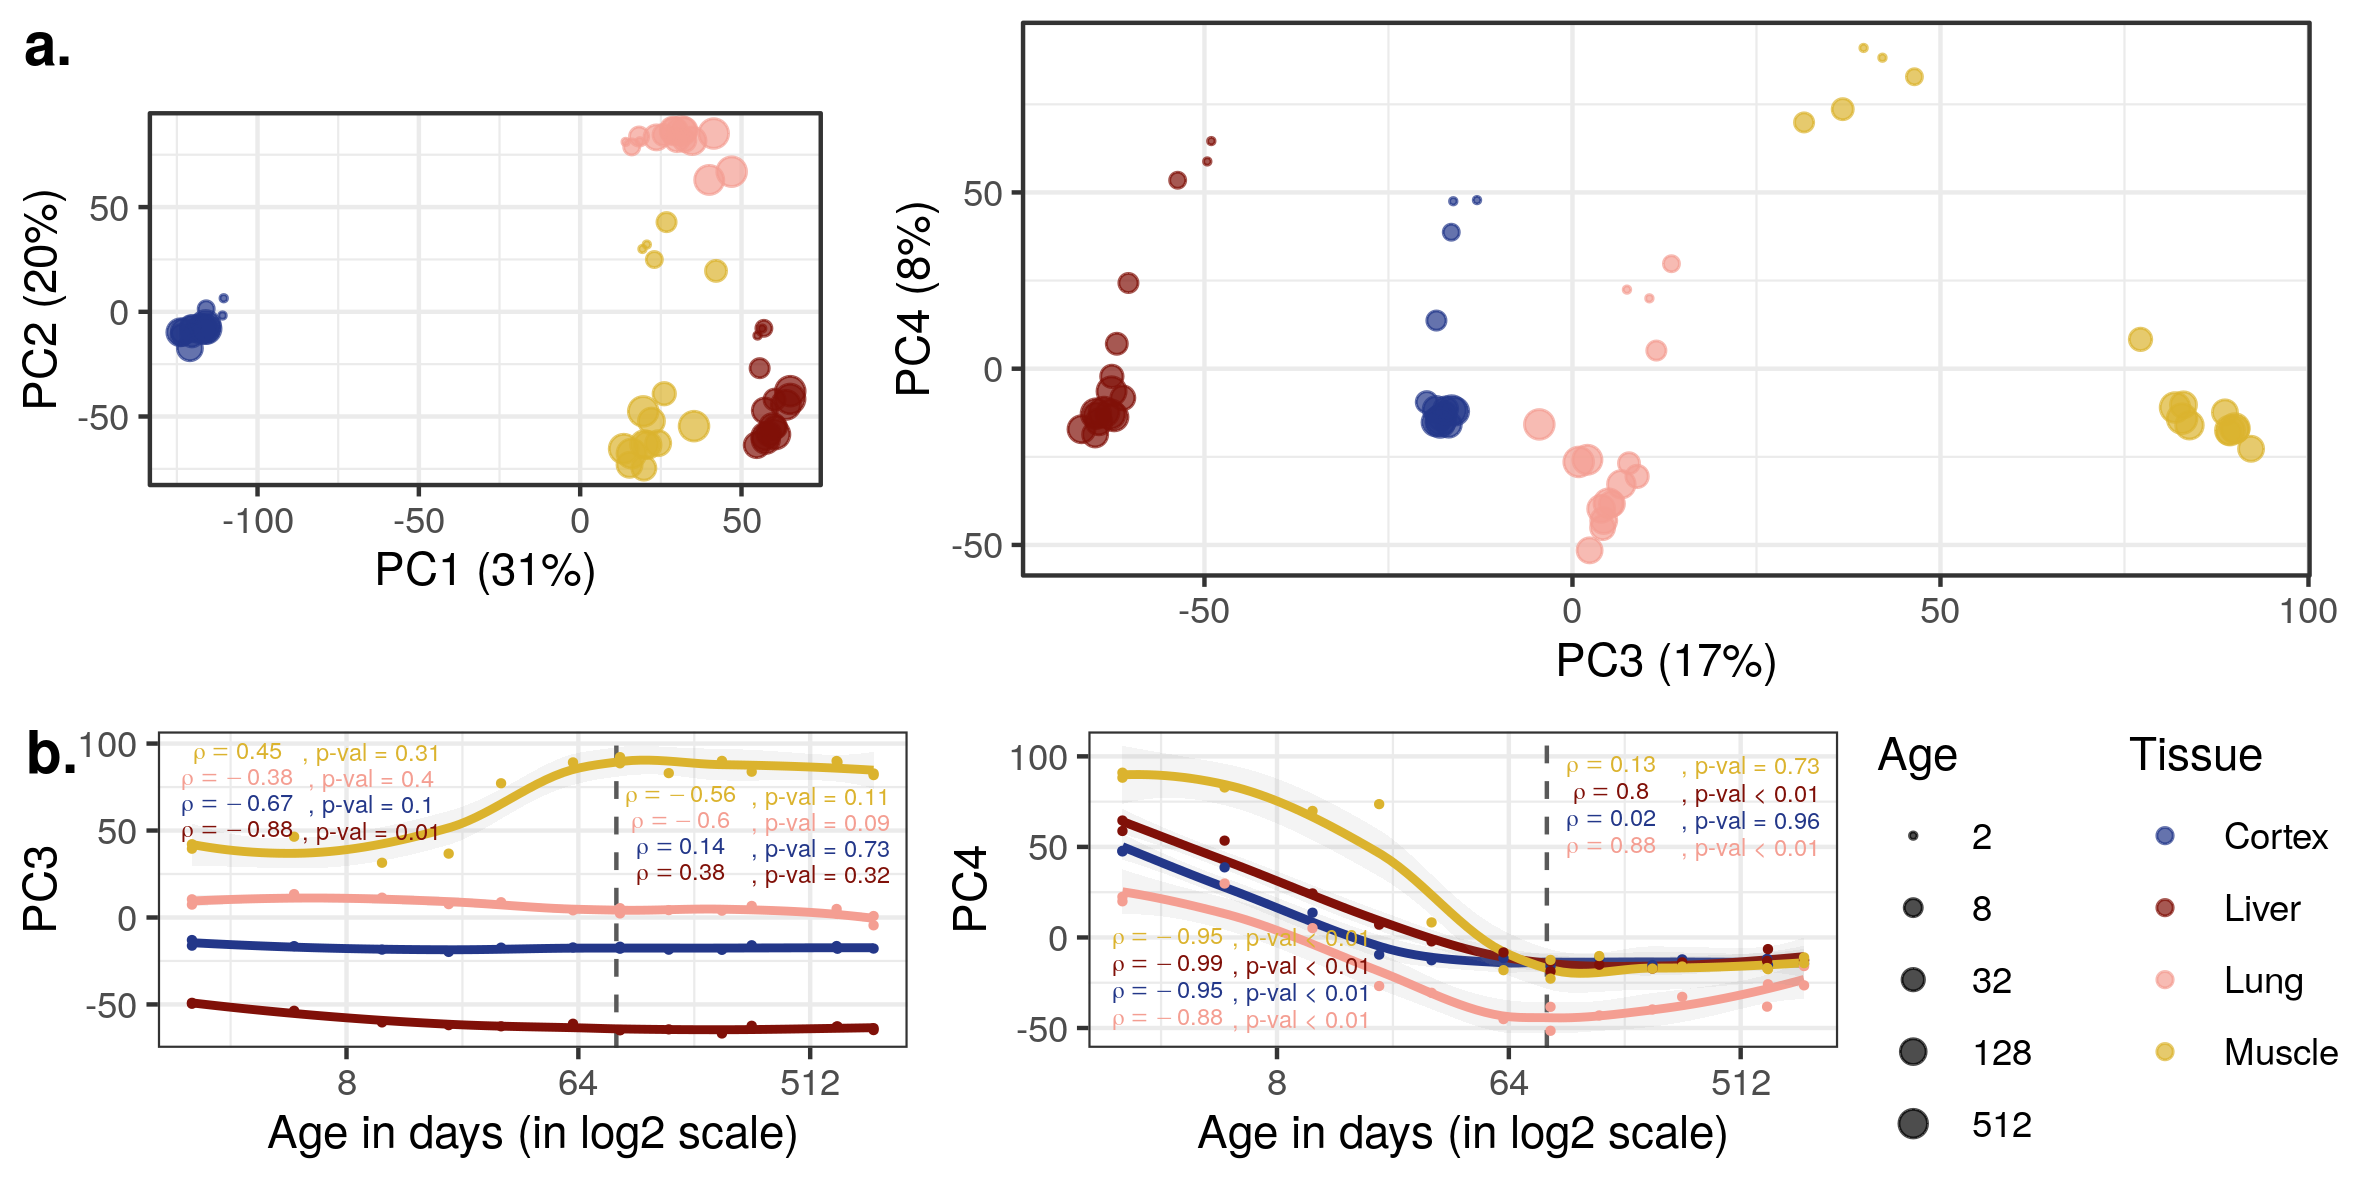 a.
50
0
-50
-100
-50
0
50
PC1 (31%)
PC2 (20%)
50
0
-50
-50
0
50
100
PC3 (17%)
PC4 (8%)
b.
100
50
0
-50
PC3
ρ = 0.45 , p-val = 0.31
ρ = −0.38 , p-val = 0.4
ρ = −0.67 , p-val = 0.1
ρ = −0.88 , p-val = 0.01
ρ = −0.56 , p-val = 0.11
ρ = −0.6 , p-val = 0.09
ρ = 0.14 , p-val = 0.73
ρ = 0.38 , p-val = 0.32
8
64
512
Age in days (in log2 scale)
100
50
0
-50
PC4
ρ = 0.13 , p-val = 0.73
ρ = 0.8 , p-val < 0.01
ρ = 0.02 , p-val = 0.96
ρ = 0.88 , p-val < 0.01
ρ = −0.95 , p-val < 0.01
ρ = −0.99 , p-val < 0.01
ρ = −0.95 , p-val < 0.01
ρ = −0.88 , p-val < 0.01
8
64
512
Age in days (in log2 scale)
Age
2
8
32
128
512
Tissue
Cortex
Liver
Lung
Muscle